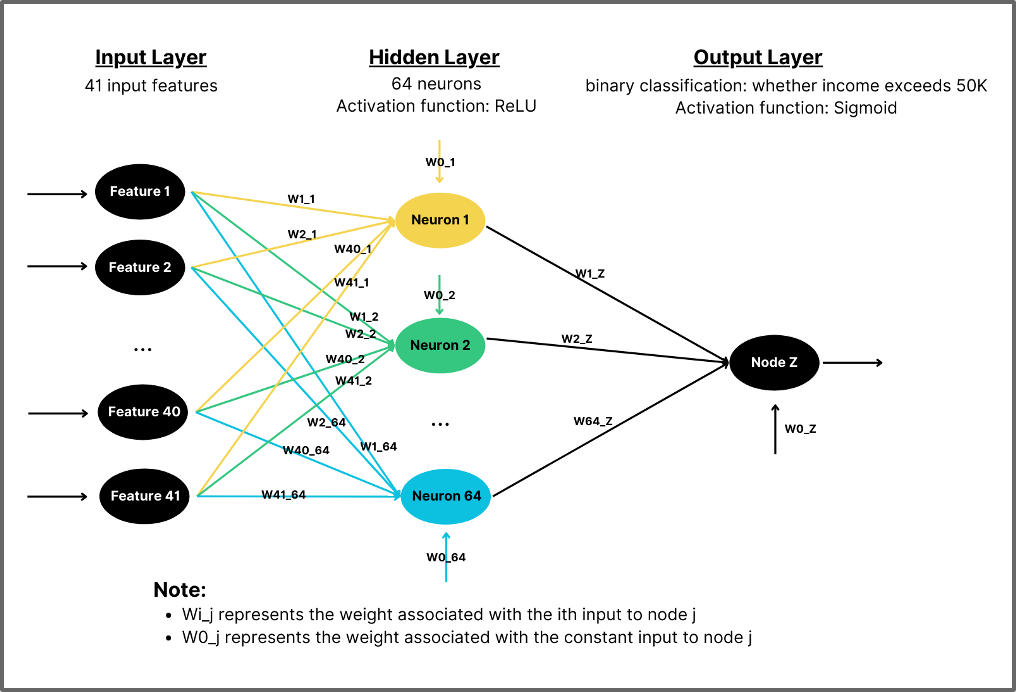 Input Layer
41 input features
Hidden Layer
64 neurons
Activation function: ReLU
Output Layer
binary classification: whether income exceeds 50K
Activation function: Sigmoid
W0_1
Feature 1
W1_1
Neuron 1
W2_1
W40_1
Feature 2
W1_Z
W41_1
W0_2
W1_2
W2_2
W2_Z
...
Neuron 2
W40_2
Node Z
W41_2
Feature 40
W2_64
...
W64_Z
W0_Z
W40_64
W1_64
Feature 41
W41_64
Neuron 64
W0_64
Note:
• Wi_j represents the weight associated with the ith input to node j
• W0_j represents the weight associated with the constant input to node j